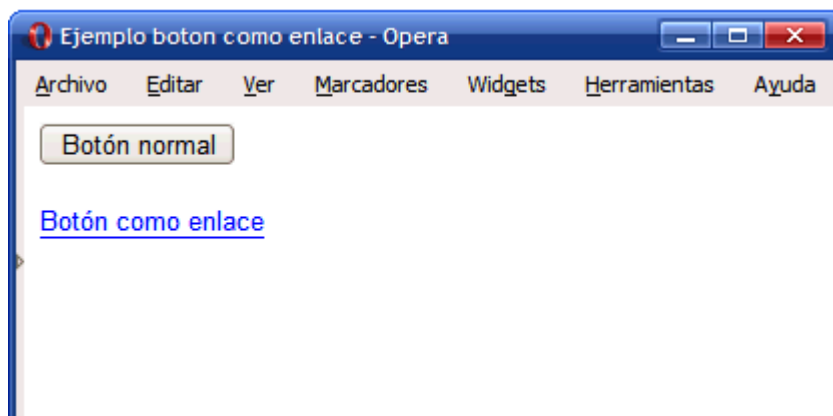 Ejemplo boton como enlace - Opera
Archivo Editar Ver Marcadores Widgets Herramientas Ayuda
Botón normal
Botón como enlace